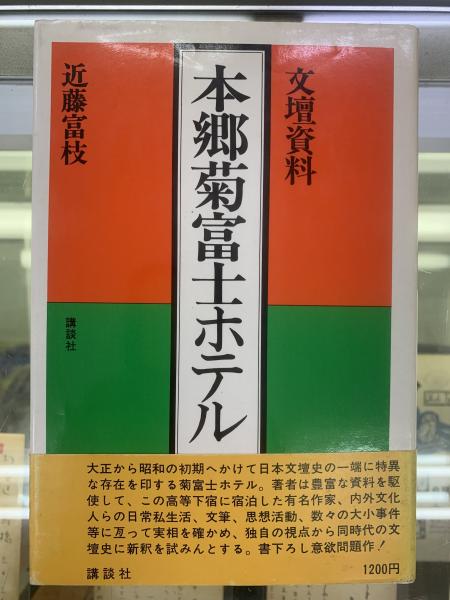 文壇資料
本郷菊富士ホテル
近藤富枝
講談社
大正から昭和の初期へかけて日本文壇史の一端に特異
な存在を印する菊富士ホテル。著者は豊富な資料を駆
使して、この高等下宿に宿泊した有名作家、内外文化
人らの日常私生活、文筆、思想活動、数々の大小事件
等に亙って実相を確かめ、独自の視点から同時代の文
壇史に新釈を試みんとする。書下ろし意欲問題作！
講談社
1200円